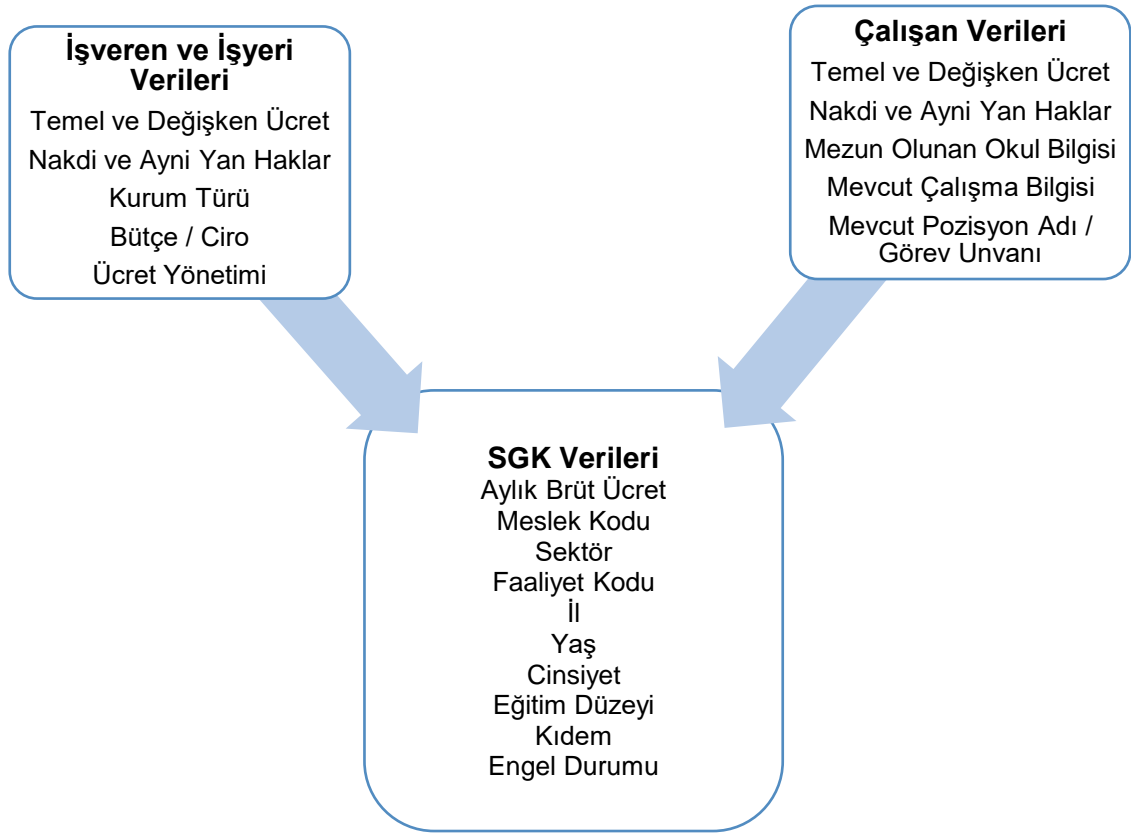 İşveren ve İşyeri
Verileri
Temel ve Değişken Ücret
Nakdi ve Ayni Yan Haklar
Kurum Türü
Bütçe / Ciro
Ücret Yönetimi
Çalışan Verileri
Temel ve Değişken Ücret
Nakdi ve Ayni Yan Haklar
Mezun Olunan Okul Bilgisi
Mevcut Çalışma Bilgisi
Mevcut Pozisyon Adı /
Görev Unvanı
SGK Verileri
Aylık Brüt Ücret
Meslek Kodu
Sektör
Faaliyet Kodu
İl
Yaş
Cinsiyet
Eğitim Düzeyi
Kıdem
Engel Durumu